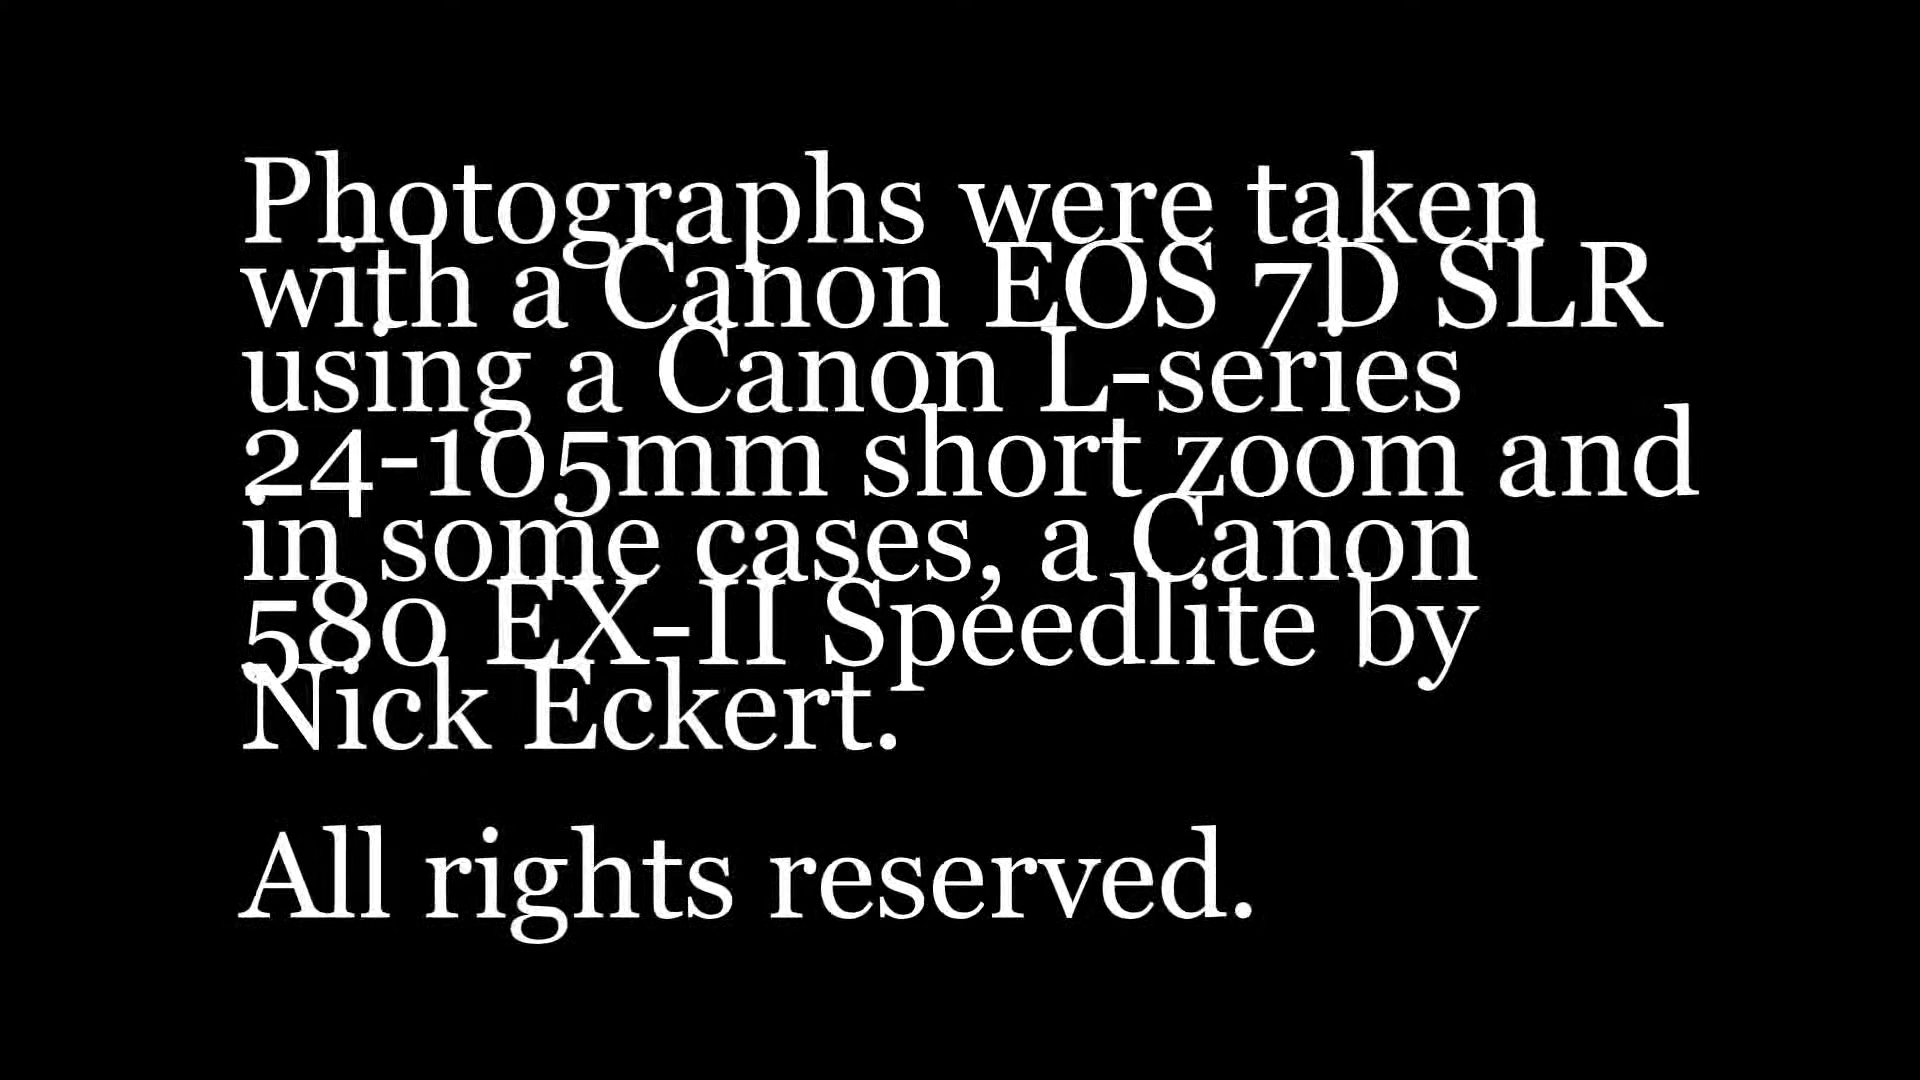 Photographs were taken
with a Canon EOS 7D SLR
using a Canon L-series
24-105mm short zoom and
in some cases, a Canon
580 EX-II Speedlite by
Nick Eckert.
All rights reserved.